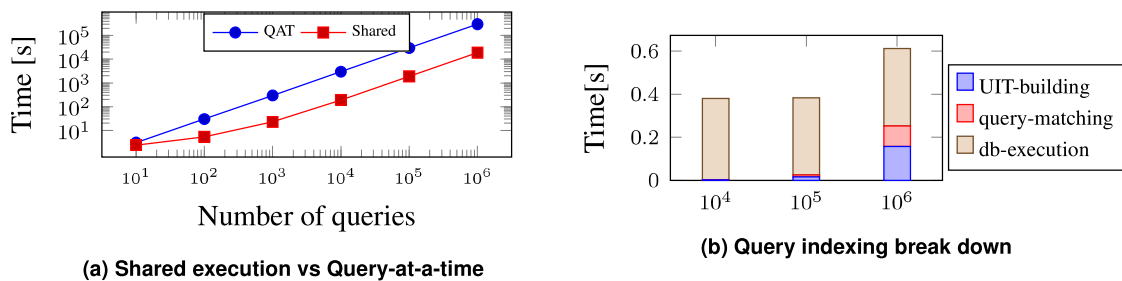 QAT Shared
10^5
10^4
10^3
10^2
10^1
Time [s]
10^1 10^2 10^3 10^4 10^5 10^6
Number of queries
(a) Shared execution vs Query-at-a-time
0.6
0.4
0.2
0
Time[s]
10^4 10^5 10^6
UIT-building
query-matching
db-execution
(b) Query indexing break down